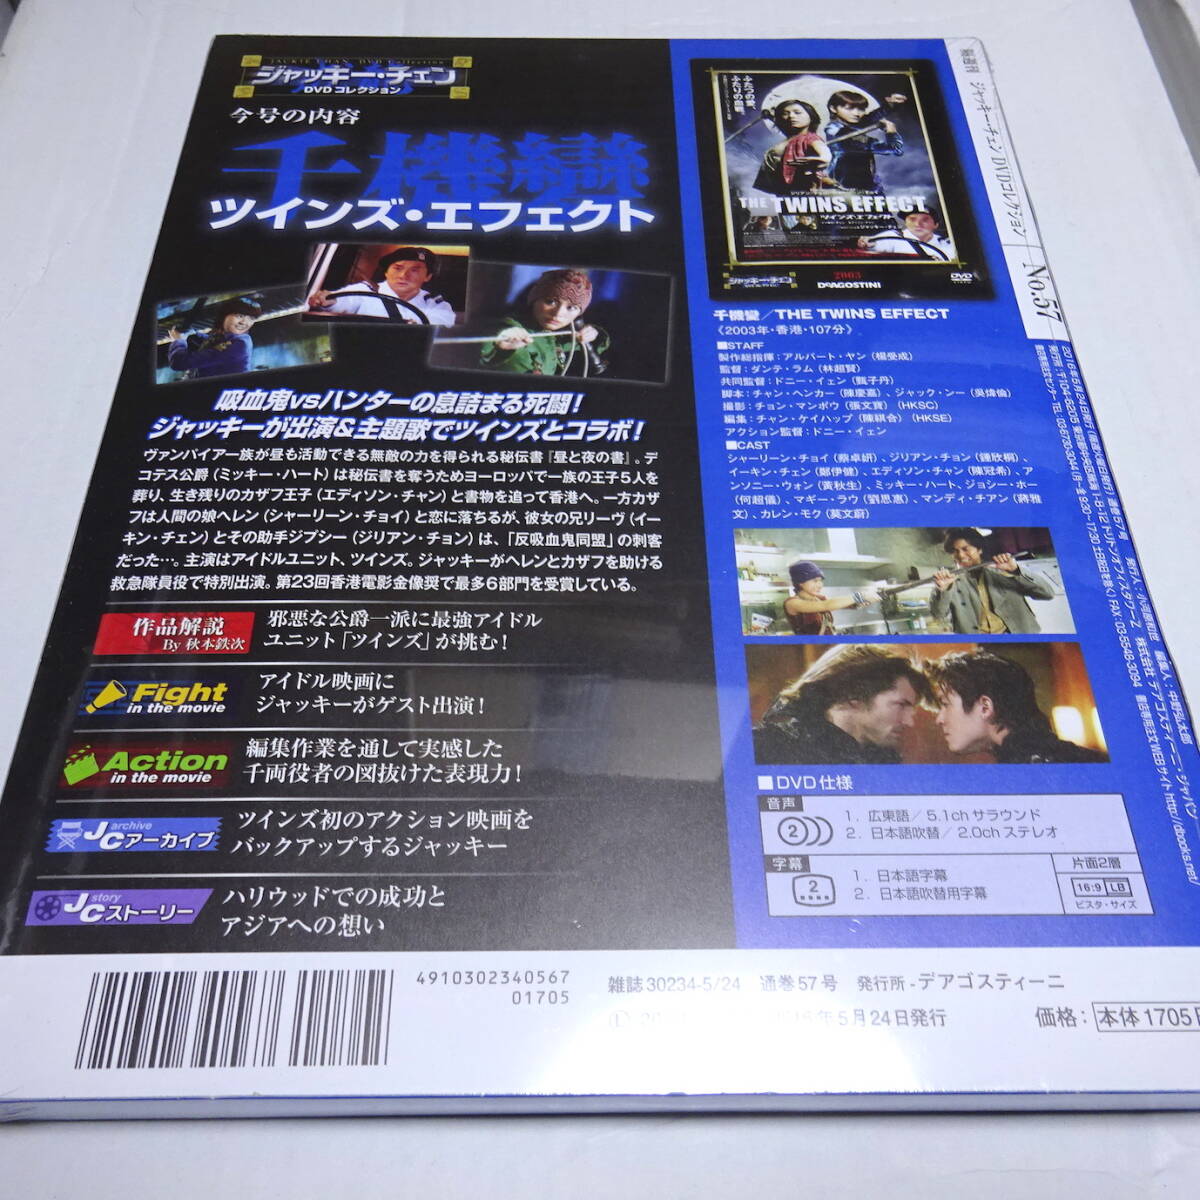 JACKIE CHAN DVD Collection
ジャッキー・チェン
DVDコレクション
今号の内容
千機變
ツインズ・エフェクト
吸血鬼vsハンターの息詰まる死闘！
ジャッキーが出演&主題歌でツインズとコラボ！
ヴァンパイア一族が昼も活動できる無敵の力を得られる秘伝書『昼と夜の書』。デ
コテス公爵（ミッキー・ハート）は秘伝書を奪うためヨーロッパで一族の王子5人を
葬り、生き残りのカザフ王子（エディソン・チャン）と書物を追って香港へ。一方カザ
フは人間の娘ヘレン（シャーリーン・チョイ）と恋に落ちるが、彼女の兄リーヴ（イー
キン・チェン）とその助手ジプシー（ジリアン・チョン）は、「反吸血鬼同盟」の刺客
だった…。主演はアイドルユニット、ツインズ。ジャッキーがヘレンとカザフを助ける
救急隊員役で特別出演。第23回香港電影金像奨で最多6部門を受賞している。
作品解説
By 秋本鉄次
邪悪な公爵一派に最強アイドル
ユニット「ツインズ」が挑む！
Fight
in the movie
アイドル映画に
ジャッキーがゲスト出演！
Action
in the movie
編集作業を通して実感した
千両役者の図抜けた表現力！
archive
JCアーカイブ
ツインズ初のアクション映画を
バックアップするジャッキー
story
JCストーリー
ハリウッドでの成功と
アジアへの想い
ふたつの愛、
ふたりの血戦。
THE TWINS EFFECT
ツインズ・エフェクト
ジャッキー・チェン
2003
DVD
DeAGOSTINI
千機變／THE TWINS EFFECT
《2003年・香港・107分》
■STAFF
製作総指揮：アルバート・ヤン（楊受成）
監督：ダンテ・ラム（林超賢）
共同監督：ドニー・イェン（甄子丹）
脚本：チャン・ヘンカー（陳慶嘉）、ジャック・ンー（吳煒倫）
撮影：チョン・マンポウ（張文寶）（HKSC）
編集：チャン・ケイハップ（陳祺合）（HKSE）
アクション監督：ドニー・イェン
■CAST
シャーリーン・チョイ（蔡卓妍）、ジリアン・チョン（鍾欣桐）、
イーキン・チェン（鄭伊健）、エディソン・チャン（陳冠希）、ア
ンソニー・ウォン（黃秋生）、ミッキー・ハート、ジョシー・ホー
（何超儀）、マギー・ラウ（劉思惠）、マンディ・チアン（蔣雅
文）、カレン・モク（莫文蔚）
■DVD仕様
音声
2
1. 広東語／5.1chサラウンド
2. 日本語吹替／2.0chステレオ
字幕
2
1. 日本語字幕
2. 日本語吹替用字幕
片面2層
16:9 LB
ビスタ・サイズ
隔週刊 ジャッキー・チェンDVDコレクション No.57
4910302340567
01705
雑誌30234-5/24 通巻57号 発行所-デアゴスティーニ
年5月24日発行
価格：本体1705円